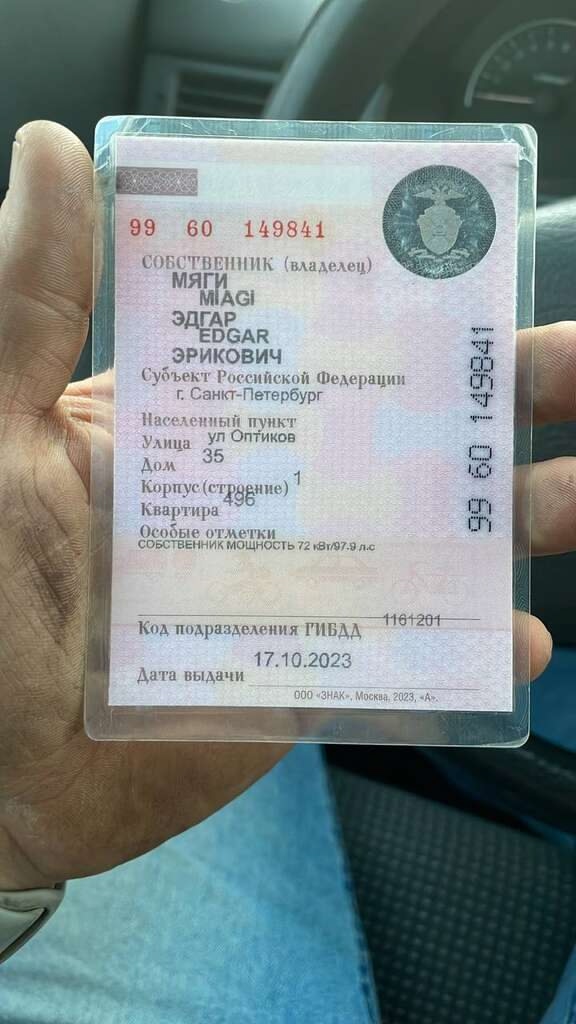 99 60 149841
СОБСТВЕННИК (владелец)
МЯГИ
MIAGI
ЭДГАР
EDGAR
ЭРИКОВИЧ
Субъект Российской Федерации
г. Санкт-Петербург
Населенный пункт
Улица ул Оптиков
Дом 35
Корпус (строение) 1
Квартира 496
Особые отметки
СОБСТВЕННИК МОЩНОСТЬ 72 кВт/97.9 л.с
1161201
Код подразделения ГИБДД
17.10.2023
Дата выдачи
ООО «ЗНАК», Москва, 2023, «А».
99 60 149841